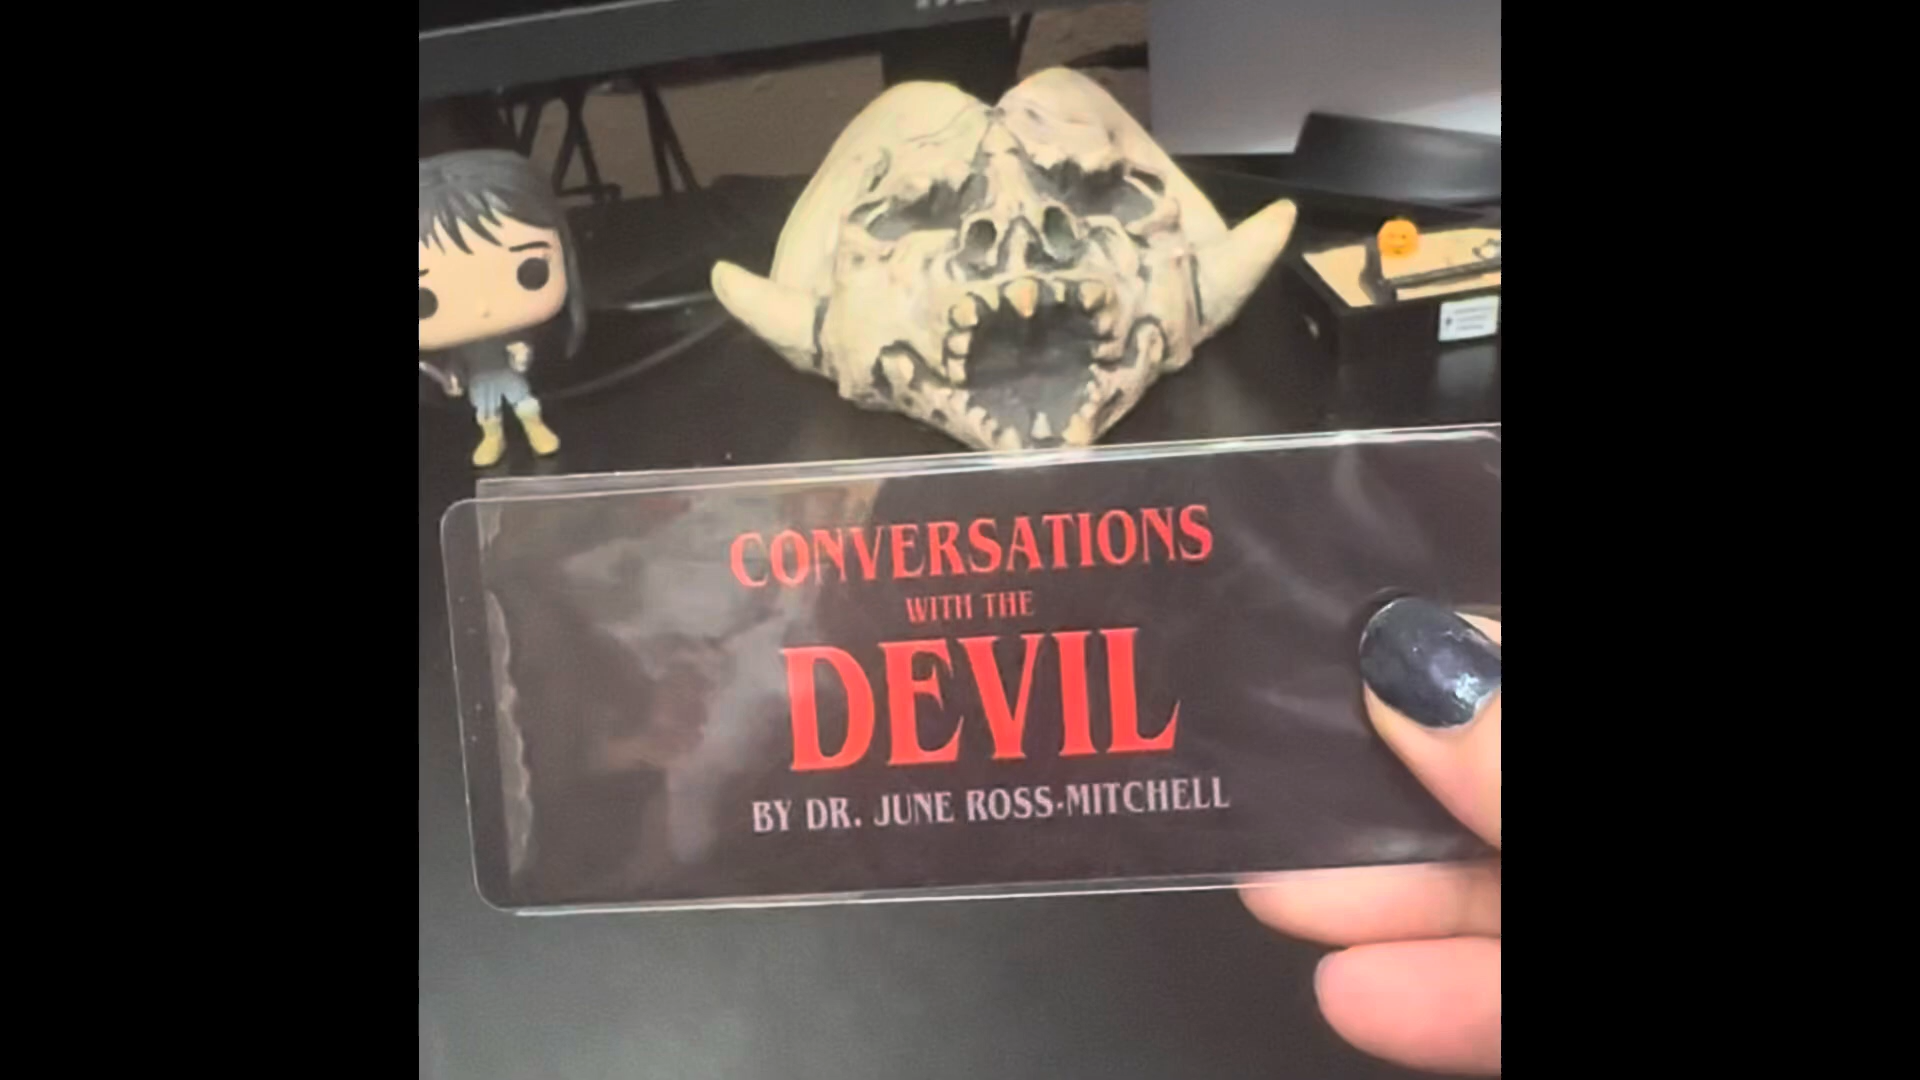 CONVERSATIONS
WITH THE
DEVIL
BY DR. JUNE ROSS-MITCHELL